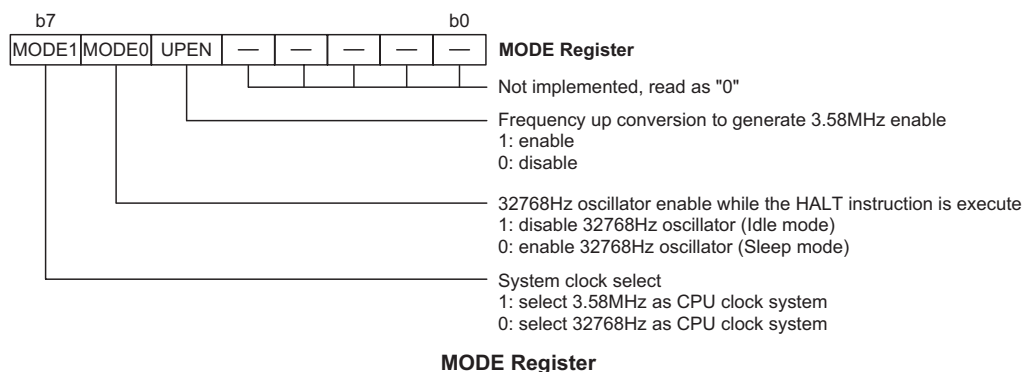 b7 b0
MODE1 MODE0 UPEN — — — — — MODE Register
Not implemented, read as "0"
Frequency up conversion to generate 3.58MHz enable
1: enable
0: disable
32768Hz oscillator enable while the HALT instruction is execute
1: disable 32768Hz oscillator (Idle mode)
0: enable 32768Hz oscillator (Sleep mode)
System clock select
1: select 3.58MHz as CPU clock system
0: select 32768Hz as CPU clock system
MODE Register